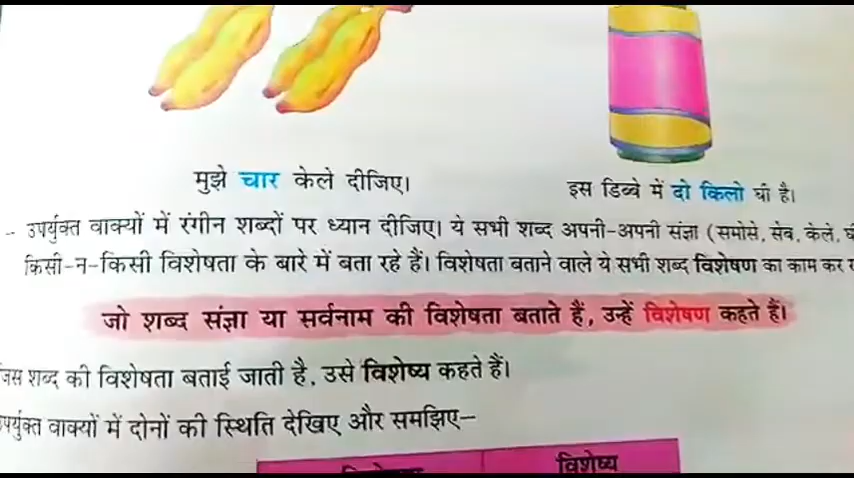 मुझे चार केले दीजिए।
इस डिब्बे में दो किलो घी है।
– उपर्युक्त वाक्यों में रंगीन शब्दों पर ध्यान दीजिए। ये सभी शब्द अपनी-अपनी संज्ञा (समोसे, सेब, केले,
किसी-न-किसी विशेषता के बारे में बता रहे हैं। विशेषता बताने वाले ये सभी शब्द विशेषण का काम कर
जो शब्द संज्ञा या सर्वनाम की विशेषता बताते हैं, उन्हें विशेषण कहते हैं।
शब्द की विशेषता बताई जाती है, उसे विशेष्य कहते हैं।
वाक्यों में दोनों की स्थिति देखिए और समझिए–
विशेष्य